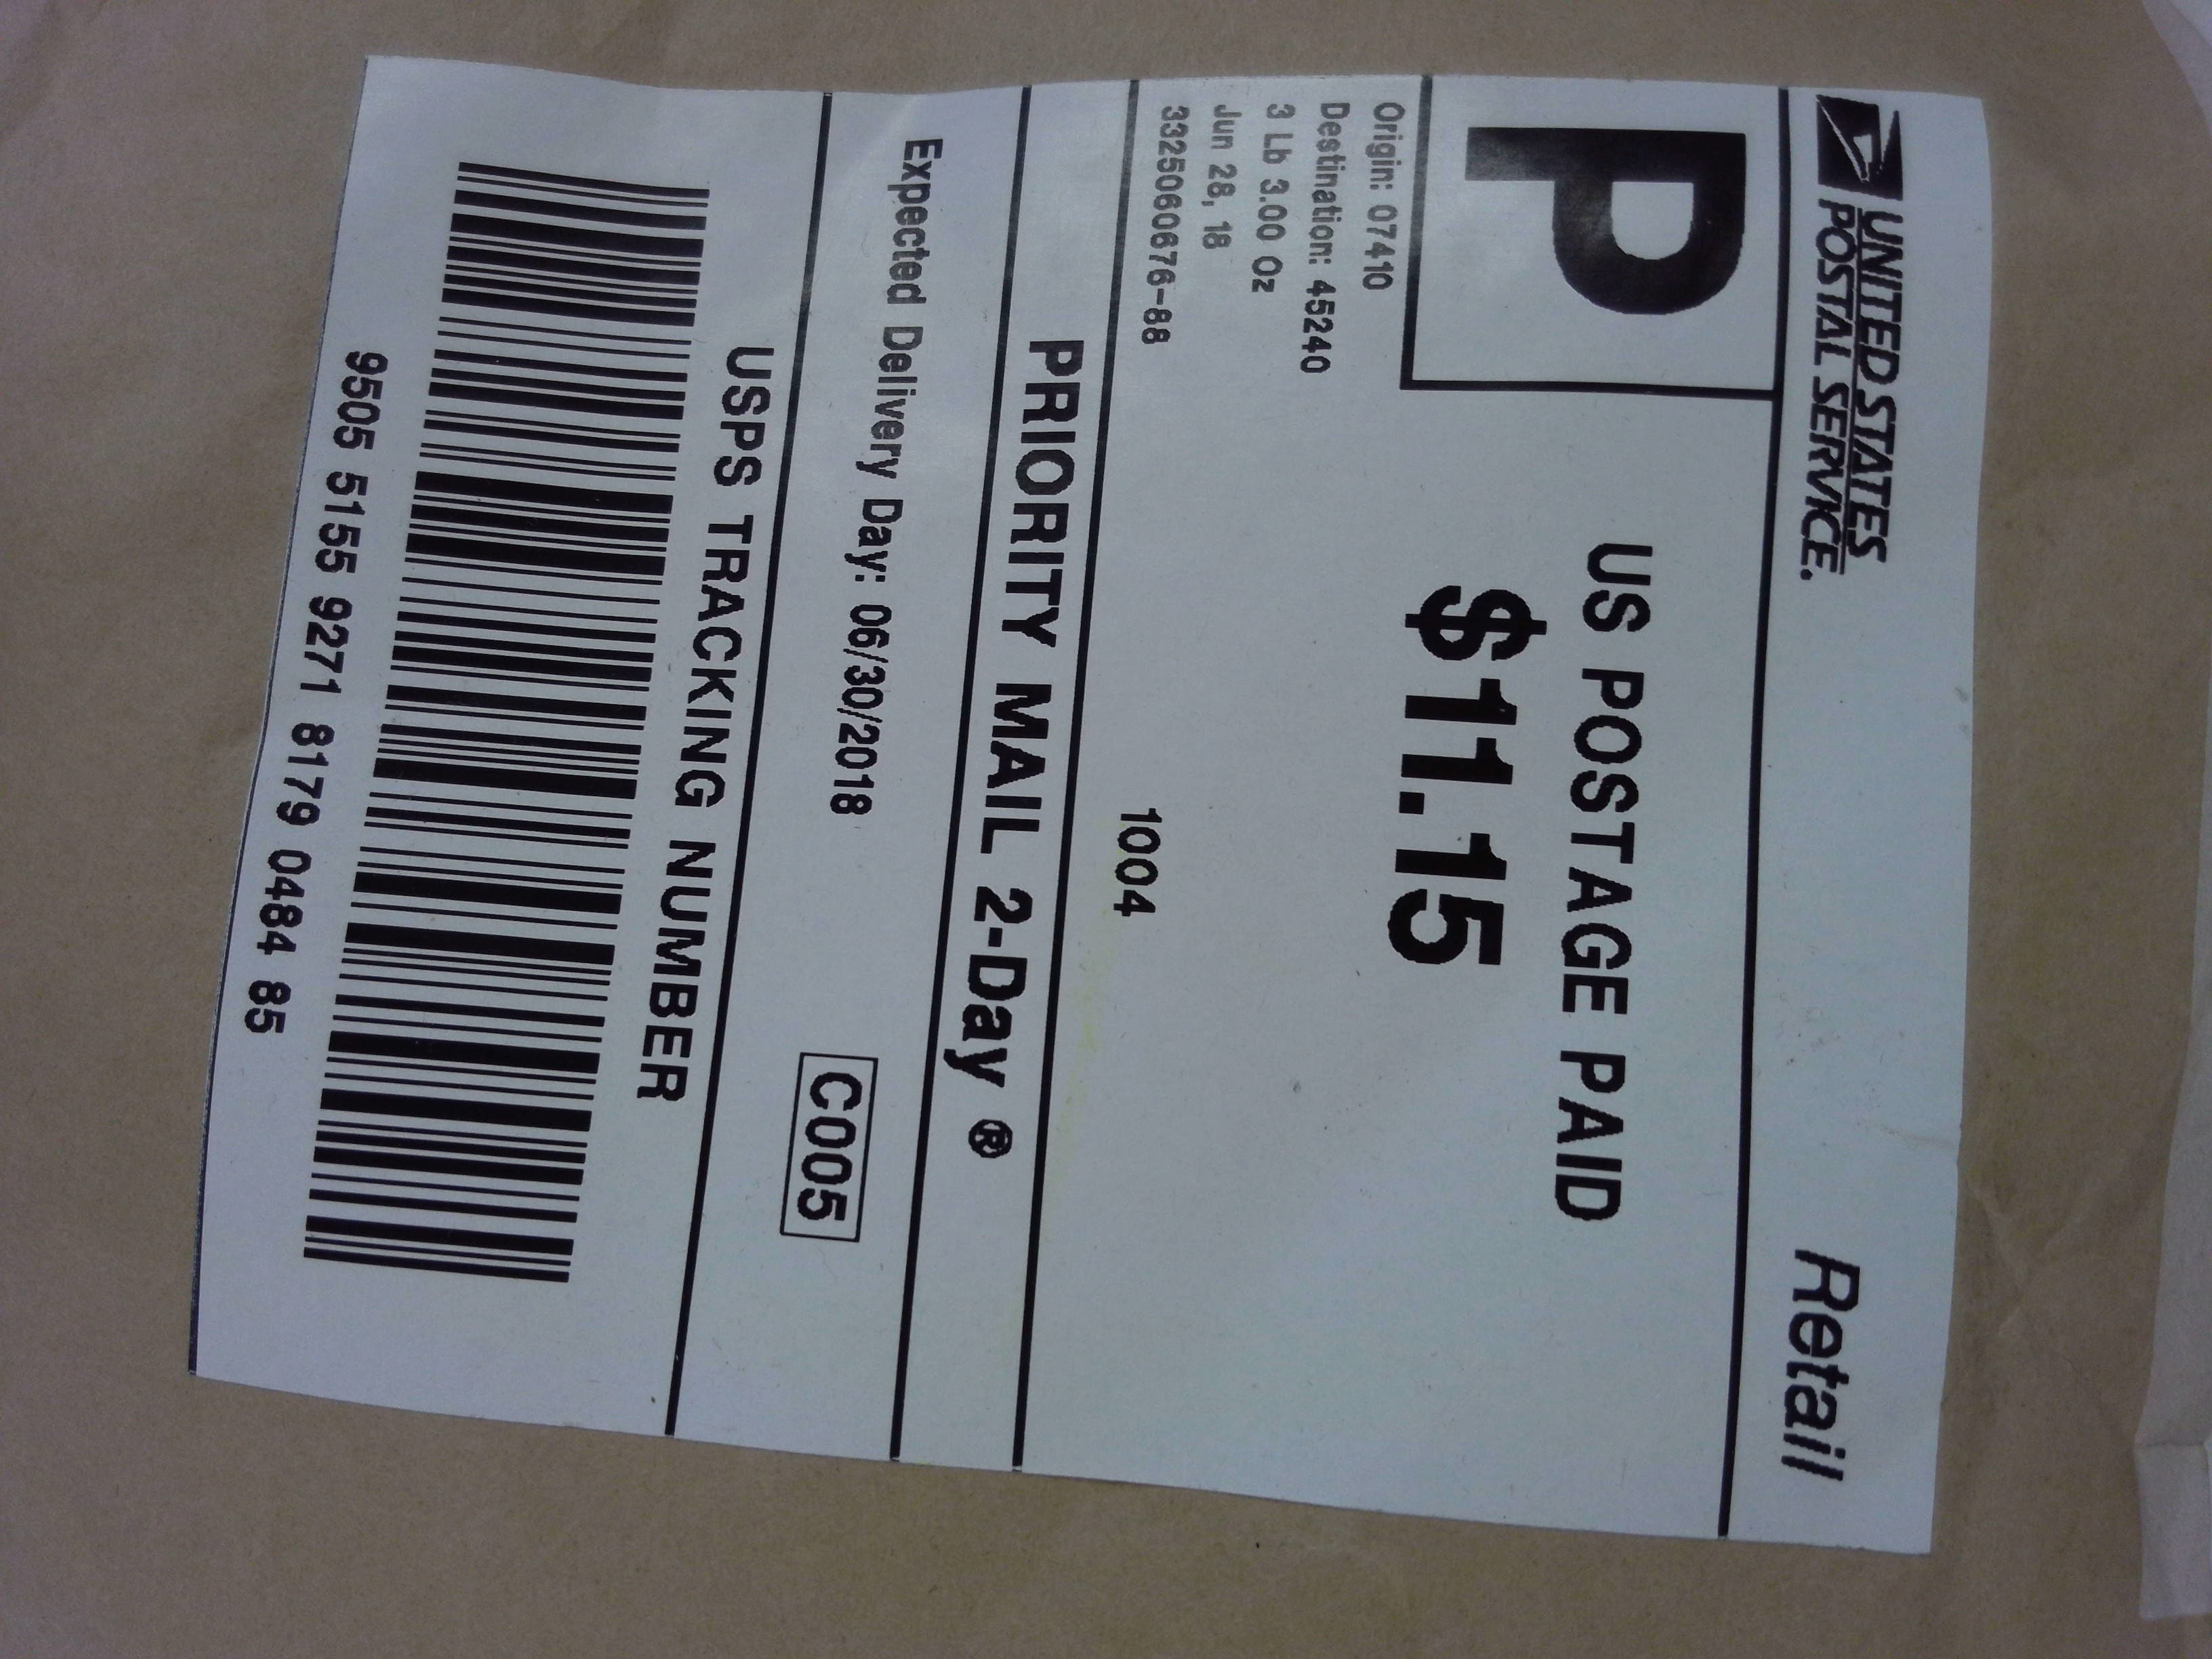 UNITED STATES
POSTAL SERVICE.
Retail
P
US POSTAGE PAID
$11.15
Origin: 07410
Destination: 45240
3 Lb 3.00 Oz
Jun 28, 18
3325060676-88
1004
PRIORITY MAIL 2-Day ®
Expected Delivery Day: 06/30/2018
C005
USPS TRACKING NUMBER
9505 5155 9271 8179 0484 85